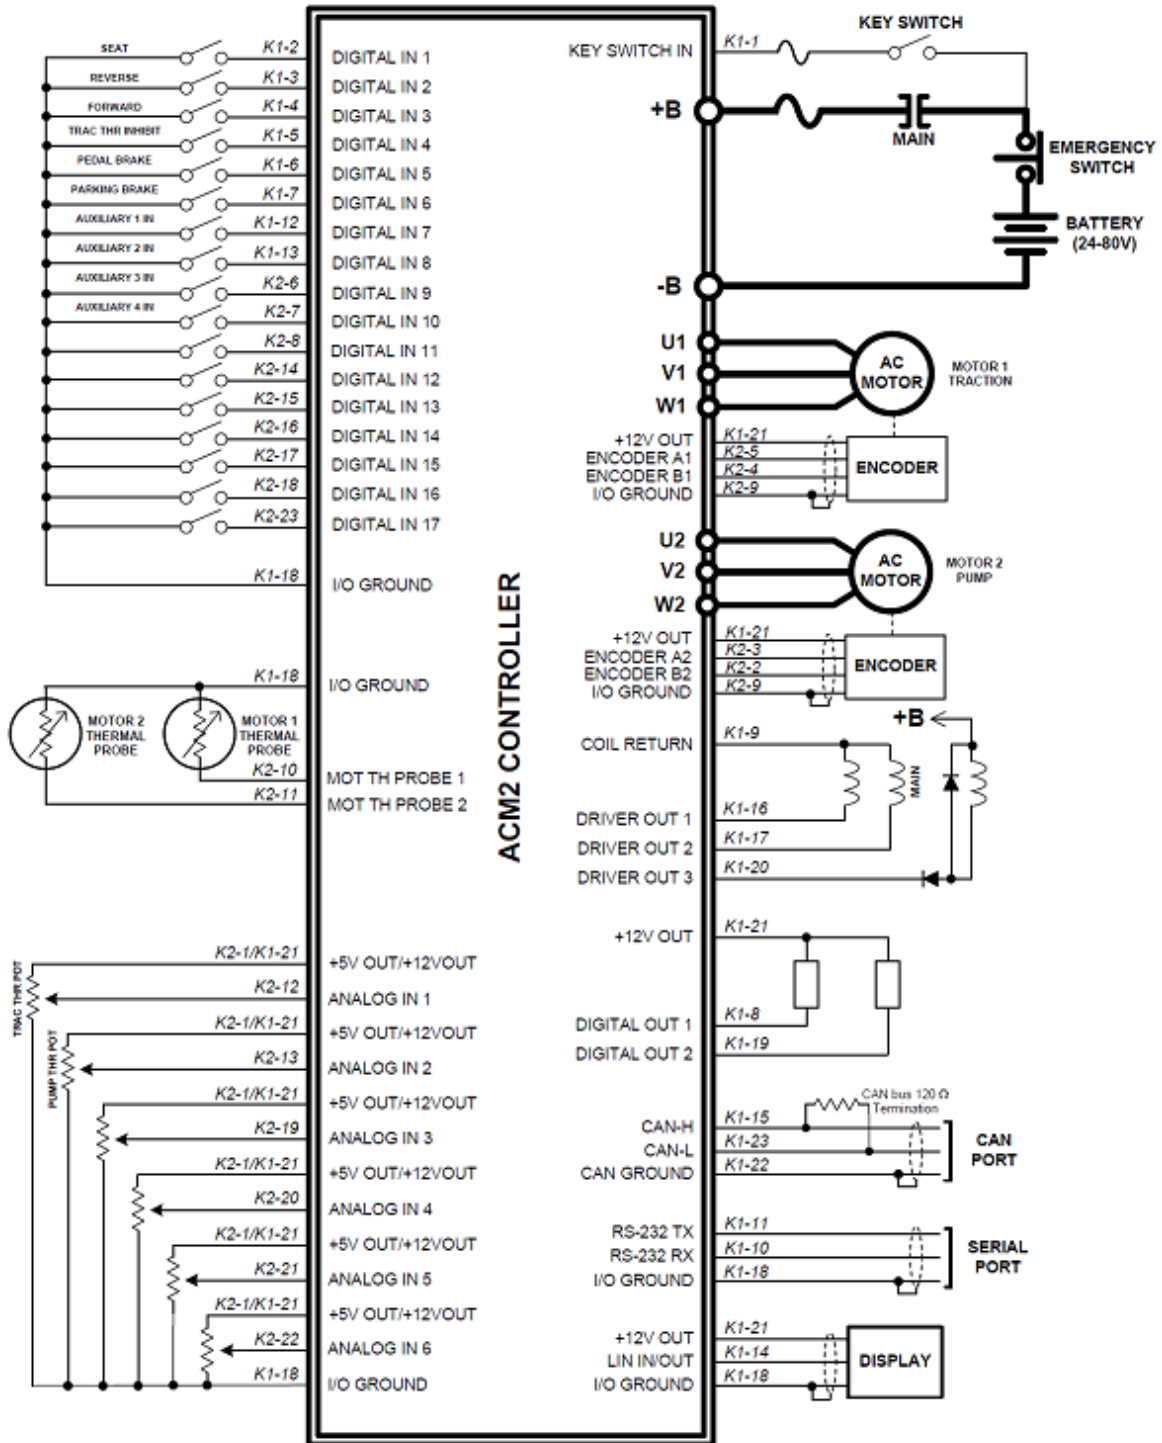 SEAT K1-2 DIGITAL IN 1
REVERSE K1-3 DIGITAL IN 2
FORWARD K1-4 DIGITAL IN 3
TRAC THR INHIBIT K1-5 DIGITAL IN 4
PEDAL BRAKE K1-6 DIGITAL IN 5
PARKING BRAKE K1-7 DIGITAL IN 6
AUXILIARY 1 IN K1-12 DIGITAL IN 7
AUXILIARY 2 IN K1-13 DIGITAL IN 8
AUXILIARY 3 IN K2-6 DIGITAL IN 9
AUXILIARY 4 IN K2-7 DIGITAL IN 10
K2-8 DIGITAL IN 11
K2-14 DIGITAL IN 12
K2-15 DIGITAL IN 13
K2-16 DIGITAL IN 14
K2-17 DIGITAL IN 15
K2-18 DIGITAL IN 16
K2-23 DIGITAL IN 17
K1-18 I/O GROUND
K1-18 I/O GROUND
MOTOR 2
THERMAL
PROBE
MOTOR 1
THERMAL
PROBE
K2-10 MOT TH PROBE 1
K2-11 MOT TH PROBE 2
K2-1/K1-21 +5V OUT/+12VOUT
TRAC THR POT
K2-12 ANALOG IN 1
K2-1/K1-21 +5V OUT/+12VOUT
PUMP THR POT
K2-13 ANALOG IN 2
K2-1/K1-21 +5V OUT/+12VOUT
K2-19 ANALOG IN 3
K2-1/K1-21 +5V OUT/+12VOUT
K2-20 ANALOG IN 4
K2-1/K1-21 +5V OUT/+12VOUT
K2-21 ANALOG IN 5
K2-1/K1-21 +5V OUT/+12VOUT
K2-22 ANALOG IN 6
K1-18 I/O GROUND
ACM2 CONTROLLER
KEY SWITCH
KEY SWITCH IN K1-1
+B
MAIN
EMERGENCY
SWITCH
BATTERY
(24-80V)
-B
U1
V1
W1
AC
MOTOR
MOTOR 1
TRACTION
+12V OUT K1-21
ENCODER A1 K2-5
ENCODER B1 K2-4
I/O GROUND K2-9
ENCODER
U2
V2
W2
AC
MOTOR
MOTOR 2
PUMP
+12V OUT K1-21
ENCODER A2 K2-3
ENCODER B2 K2-2
I/O GROUND K2-9
ENCODER
+B
COIL RETURN K1-9
MAIN
DRIVER OUT 1 K1-16
DRIVER OUT 2 K1-17
DRIVER OUT 3 K1-20
+12V OUT K1-21
DIGITAL OUT 1 K1-8
DIGITAL OUT 2 K1-19
CAN bus 120 Ω
Termination
CAN-H K1-15
CAN-L K1-23
CAN GROUND K1-22
CAN
PORT
RS-232 TX K1-11
RS-232 RX K1-10
I/O GROUND K1-18
SERIAL
PORT
+12V OUT K1-21
LIN IN/OUT K1-14
I/O GROUND K1-18
DISPLAY